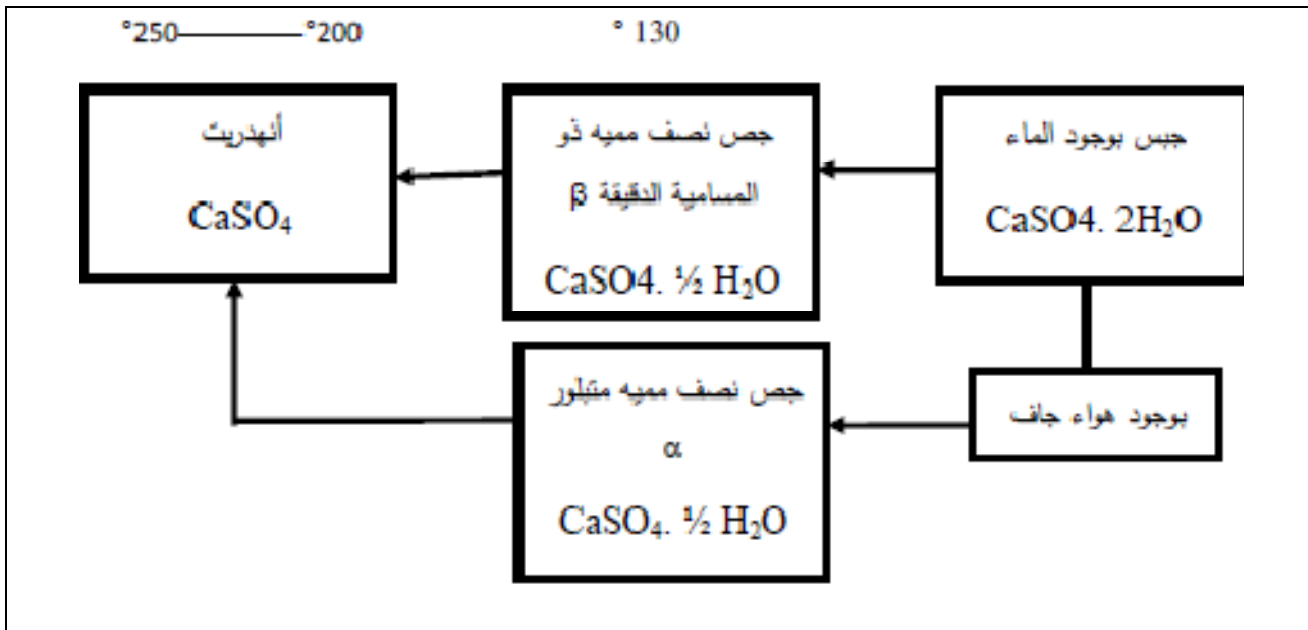 ° 130
°250 °200
جبس بوجود الماء
CaSO4. 2H₂O
جص نصف مميه ذو
المسامية الدقيقة β
CaSO4. ½ H₂O
أنهدريت
CaSO₄
بوجود هواء جاف
جص نصف مميه متبلور
α
CaSO₄. ½ H₂O